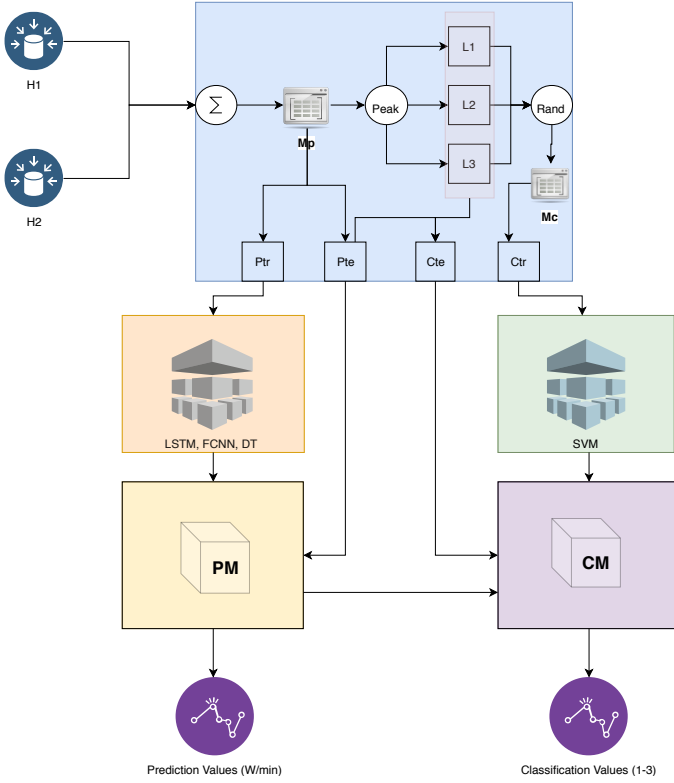 H1
H2
Σ
Mp
Peak
L1
L2
L3
Rand
Mc
Ptr
Pte
Cte
Ctr
LSTM, FCNN, DT
SVM
PM
CM
Prediction Values (W/min)
Classification Values (1-3)